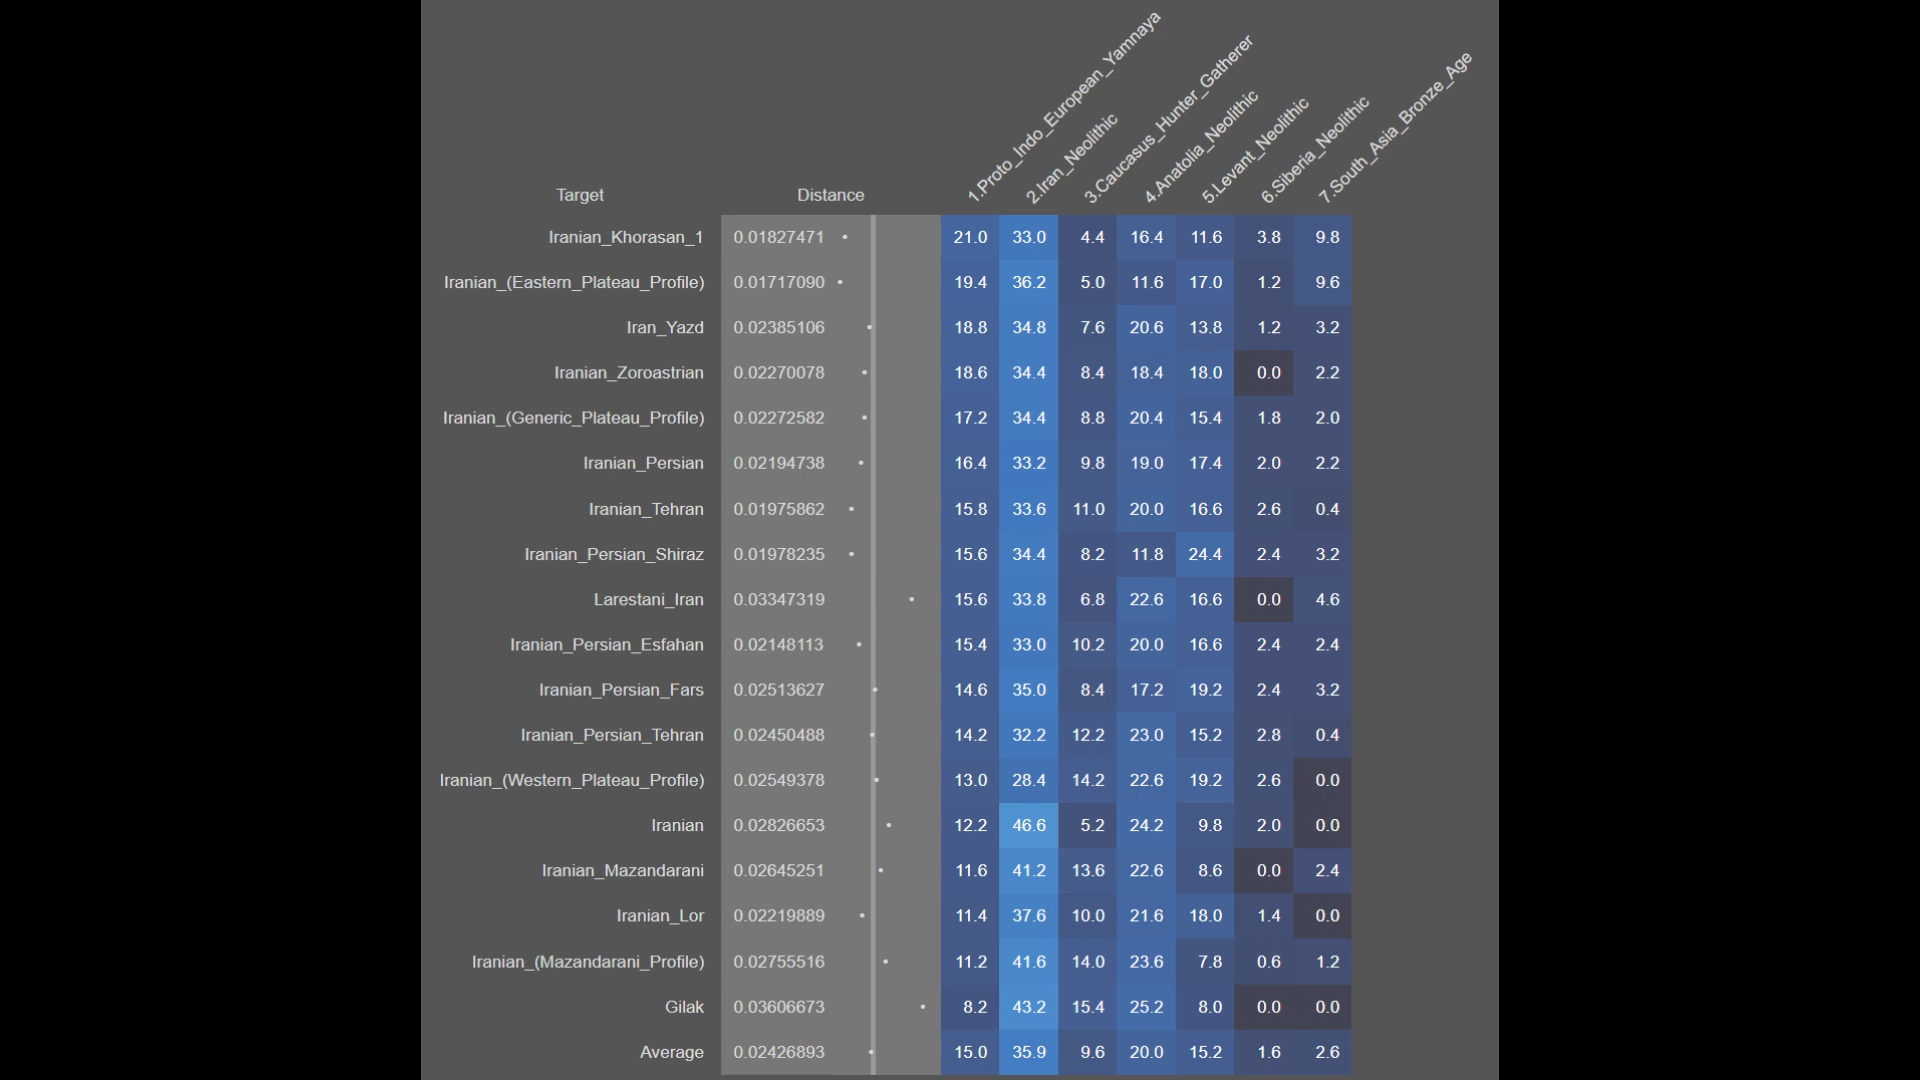 1.Proto_Indo_European_Yamnaya
2.Iran_Neolithic
3.Caucasus_Hunter_Gatherer
4.Anatolia_Neolithic
5.Levant_Neolithic
6.Siberia_Neolithic
7.South_Asia_Bronze_Age
Target Distance
Iranian_Khorasan_1 0.01827471 21.0 33.0 4.4 16.4 11.6 3.8 9.8
Iranian_(Eastern_Plateau_Profile) 0.01717090 19.4 36.2 5.0 11.6 17.0 1.2 9.6
Iran_Yazd 0.02385106 18.8 34.8 7.6 20.6 13.8 1.2 3.2
Iranian_Zoroastrian 0.02270078 18.6 34.4 8.4 18.4 18.0 0.0 2.2
Iranian_(Generic_Plateau_Profile) 0.02272582 17.2 34.4 8.8 20.4 15.4 1.8 2.0
Iranian_Persian 0.02194738 16.4 33.2 9.8 19.0 17.4 2.0 2.2
Iranian_Tehran 0.01975862 15.8 33.6 11.0 20.0 16.6 2.6 0.4
Iranian_Persian_Shiraz 0.01978235 15.6 34.4 8.2 11.8 24.4 2.4 3.2
Larestani_Iran 0.03347319 15.6 33.8 6.8 22.6 16.6 0.0 4.6
Iranian_Persian_Esfahan 0.02148113 15.4 33.0 10.2 20.0 16.6 2.4 2.4
Iranian_Persian_Fars 0.02513627 14.6 35.0 8.4 17.2 19.2 2.4 3.2
Iranian_Persian_Tehran 0.02450488 14.2 32.2 12.2 23.0 15.2 2.8 0.4
Iranian_(Western_Plateau_Profile) 0.02549378 13.0 28.4 14.2 22.6 19.2 2.6 0.0
Iranian 0.02826653 12.2 46.6 5.2 24.2 9.8 2.0 0.0
Iranian_Mazandarani 0.02645251 11.6 41.2 13.6 22.6 8.6 0.0 2.4
Iranian_Lor 0.02219889 11.4 37.6 10.0 21.6 18.0 1.4 0.0
Iranian_(Mazandarani_Profile) 0.02755516 11.2 41.6 14.0 23.6 7.8 0.6 1.2
Gilak 0.03606673 8.2 43.2 15.4 25.2 8.0 0.0 0.0
Average 0.02426893 15.0 35.9 9.6 20.0 15.2 1.6 2.6